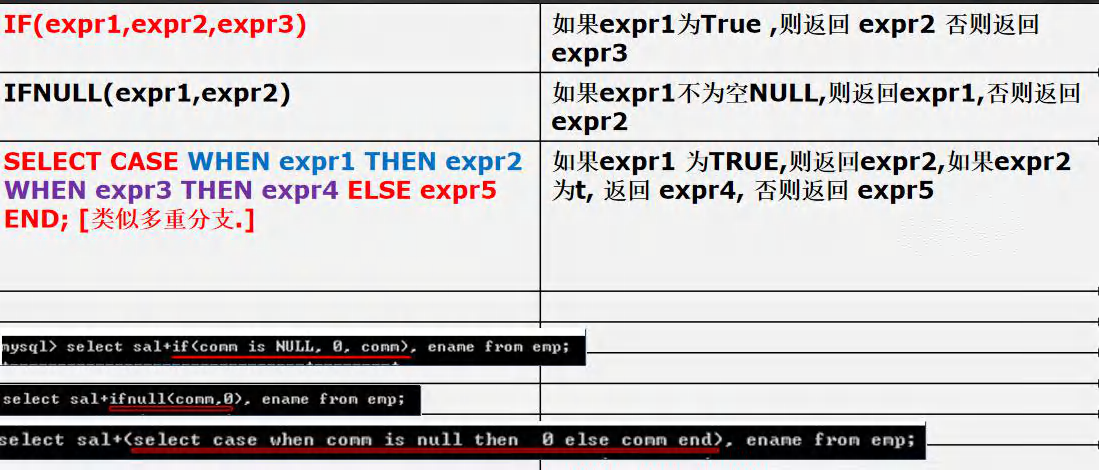 IF(expr1,expr2,expr3)
如果expr1为True ,则返回 expr2 否则返回
expr3
IFNULL(expr1,expr2)
如果expr1不为空NULL,则返回expr1,否则返回
expr2
SELECT CASE WHEN expr1 THEN expr2
WHEN expr3 THEN expr4 ELSE expr5
END; [类似多重分支.]
如果expr1 为TRUE,则返回expr2,如果expr2
为t, 返回 expr4, 否则返回 expr5
mysql> select sal+if(comm is NULL, 0, comm), ename from emp;
select sal+ifnull(comm,0), ename from emp;
select sal+(select case when comm is null then  0 else comm end), ename from emp;